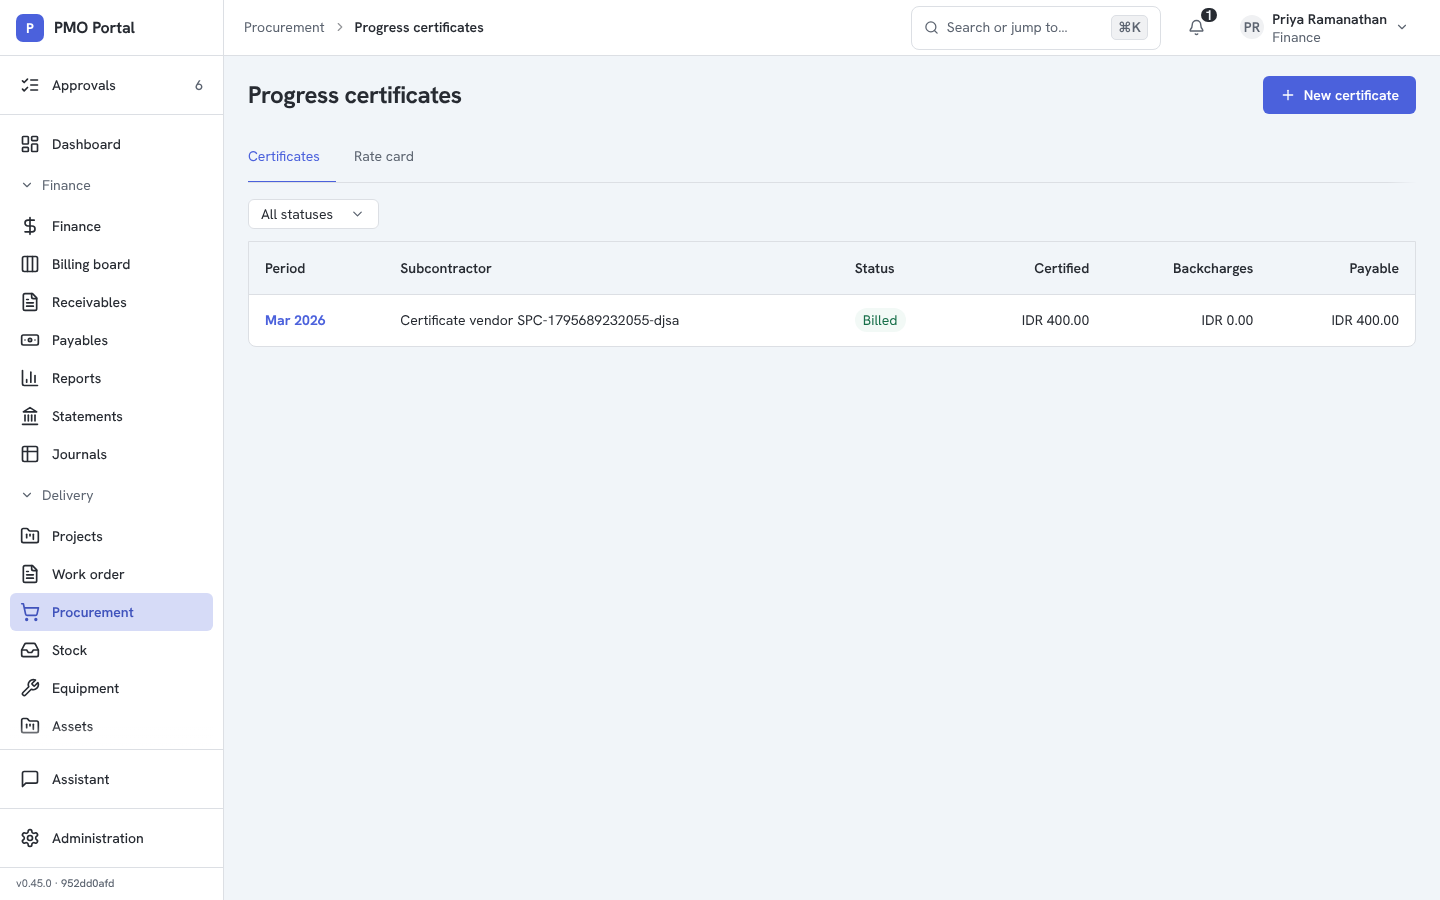 P PMO Portal
Procurement > Progress certificates
Search or jump to... ⌘K
1
PR Priya Ramanathan
Finance
Approvals 6
Dashboard
Finance
Finance
Billing board
Receivables
Payables
Reports
Statements
Journals
Delivery
Projects
Work order
Procurement
Stock
Equipment
Assets
Assistant
Administration
v0.45.0 · 952dd0afd
Progress certificates
+ New certificate
Certificates Rate card
All statuses
Period Subcontractor Status Certified Backcharges Payable
Mar 2026 Certificate vendor SPC-1795689232055-djsa Billed IDR 400.00 IDR 0.00 IDR 400.00